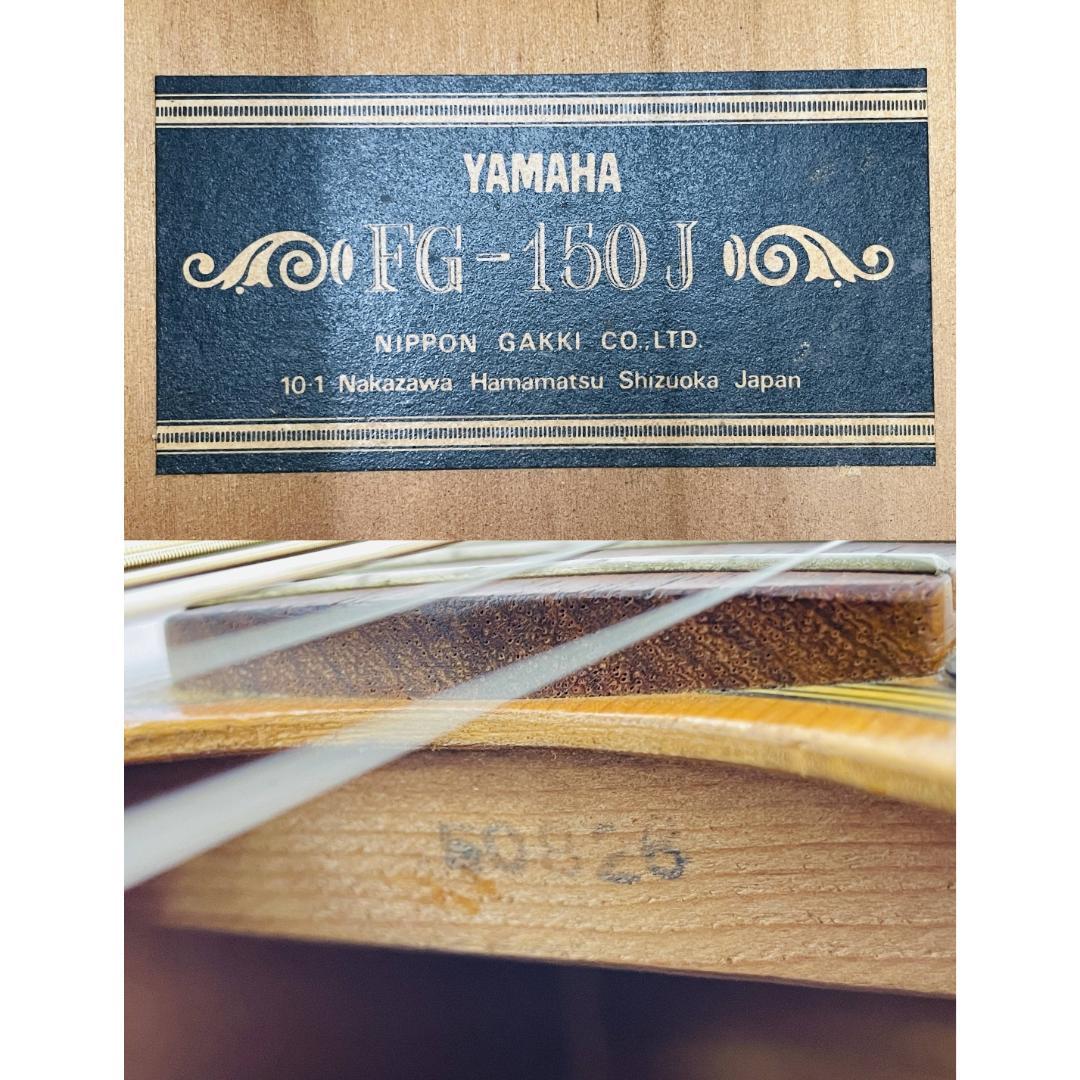 YAMAHA
FG-150J
NIPPON GAKKI CO.,LTD.
10-1 Nakazawa Hamamatsu Shizuoka Japan